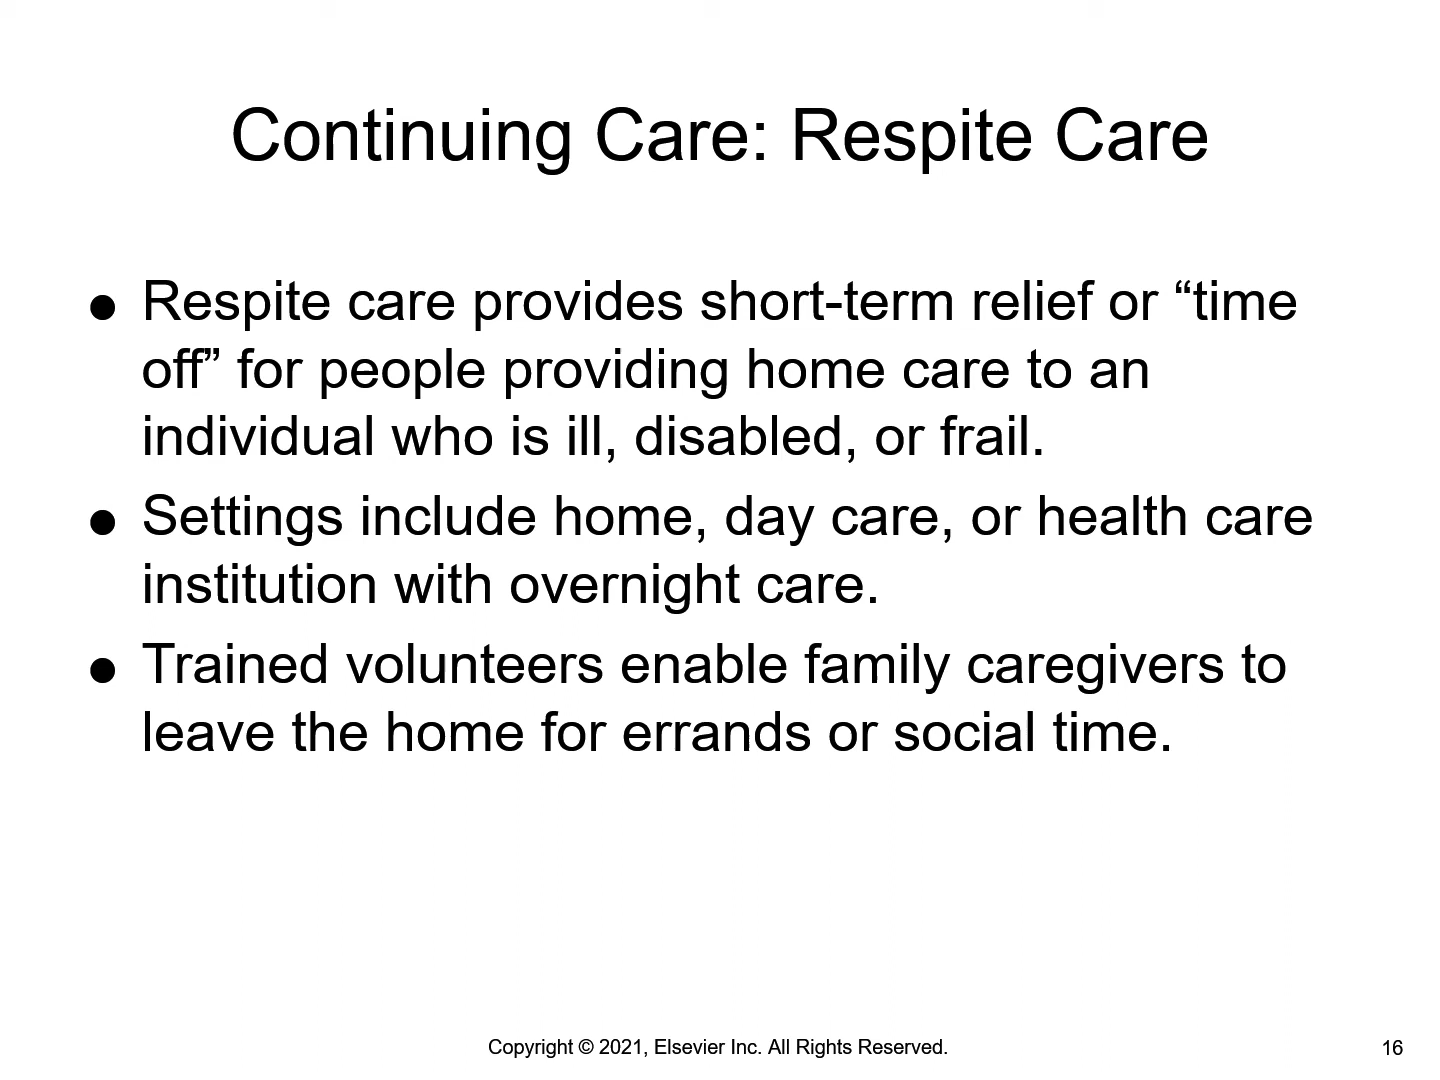 Continuing Care: Respite Care
● Respite care provides short-term relief or “time
off” for people providing home care to an
individual who is ill, disabled, or frail.
● Settings include home, day care, or health care
institution with overnight care.
● Trained volunteers enable family caregivers to
leave the home for errands or social time.
Copyright © 2021, Elsevier Inc. All Rights Reserved.
16